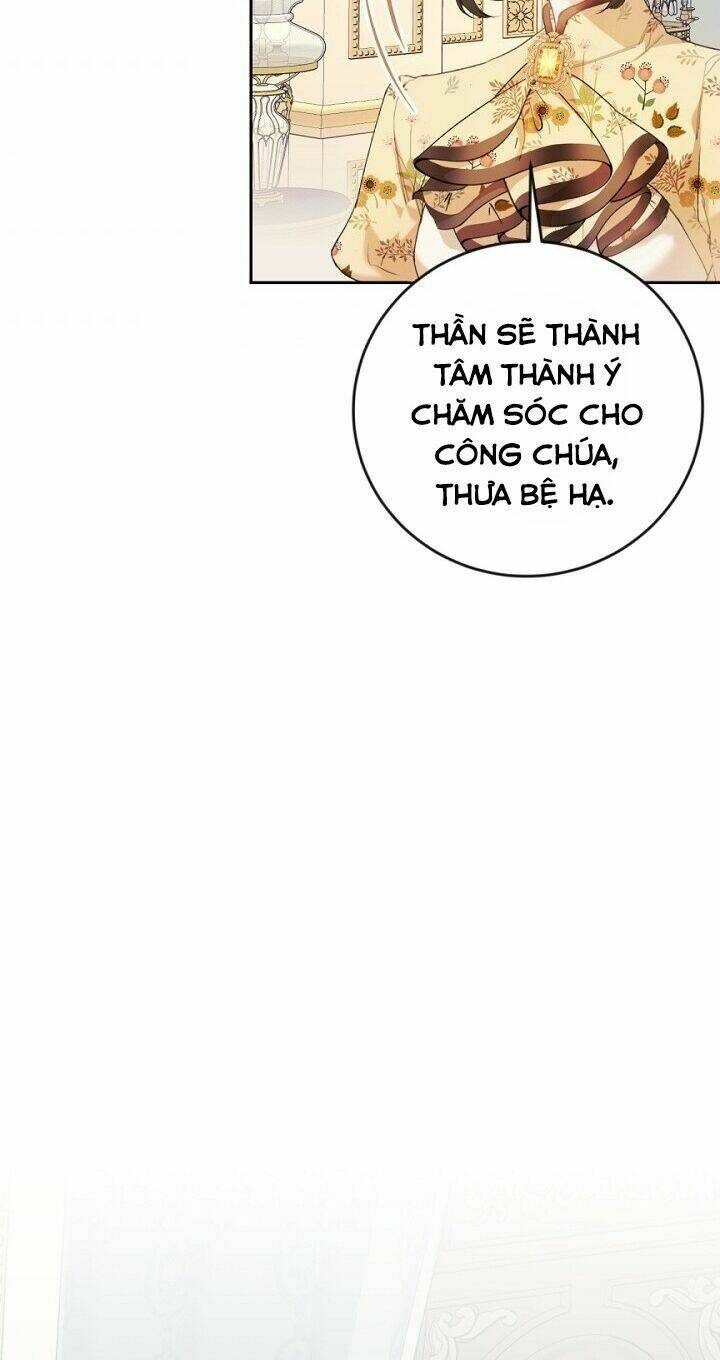 THẦN SẼ THÀNH
TÂM THÀNH Ý
CHĂM SÓC CHO
CÔNG CHÚA,
THƯA BỆ HẠ.